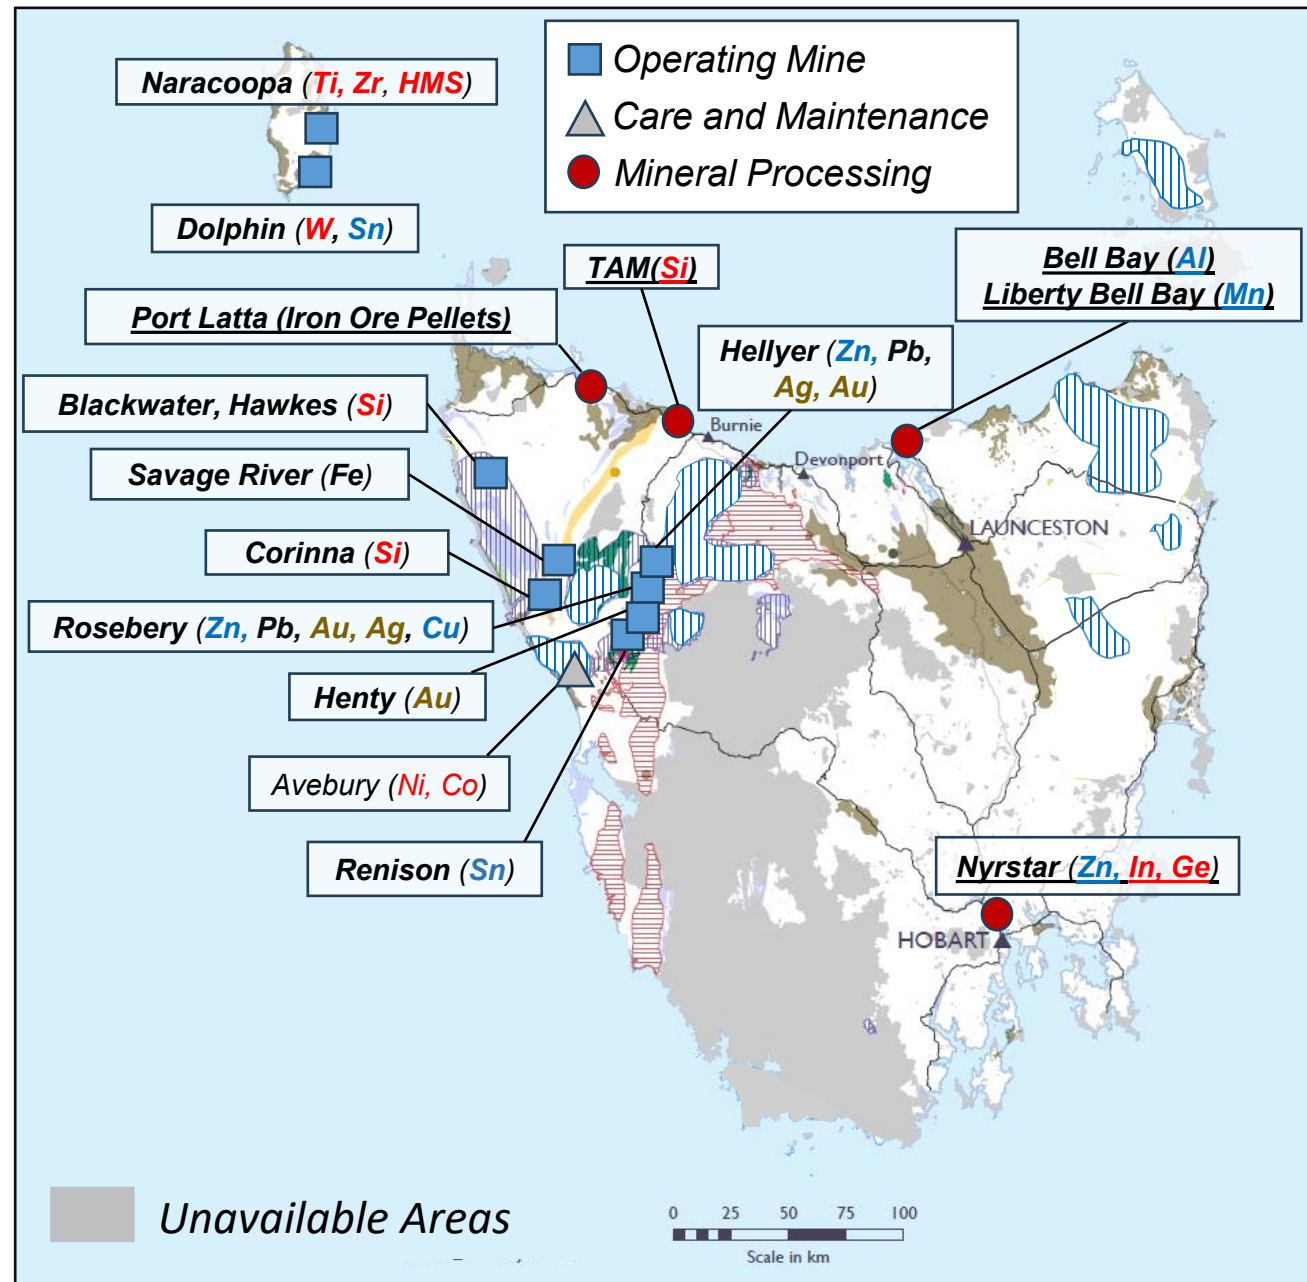 Naracoopa (Ti, Zr, HMS)
Dolphin (W, Sn)
Operating Mine
Care and Maintenance
Mineral Processing
TAM(Si)
Bell Bay (Al)
Liberty Bell Bay (Mn)
Port Latta (Iron Ore Pellets)
Hellyer (Zn, Pb,
Ag, Au)
Blackwater, Hawkes (Si)
Burnie
Devonport
Savage River (Fe)
LAUNCESTON
Corinna (Si)
Rosebery (Zn, Pb, Au, Ag, Cu)
Henty (Au)
Avebury (Ni, Co)
Renison (Sn)
Nyrstar (Zn, In, Ge)
HOBART
Unavailable Areas
0 25 50 75 100
Scale in km